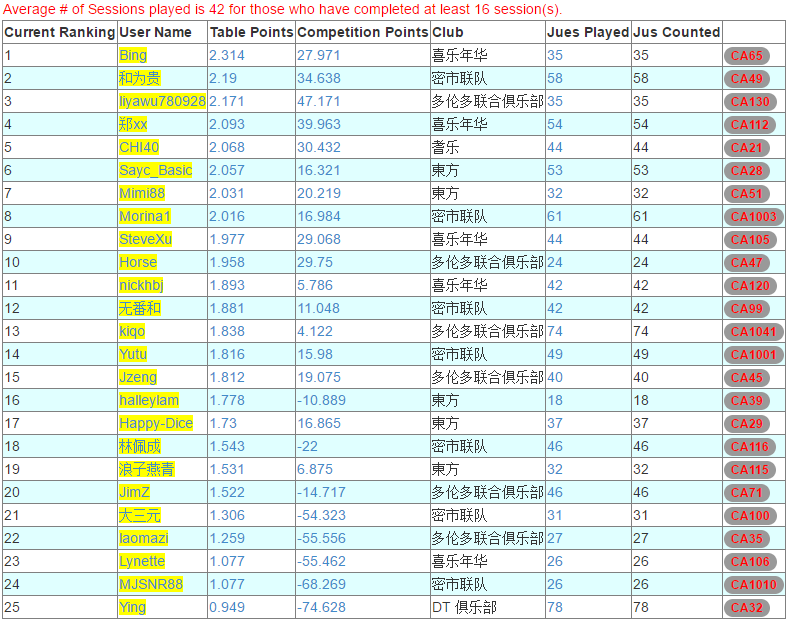 Average # of Sessions played is 42 for those who have completed at least 16 session(s).
Current Ranking User Name Table Points Competition Points Club Jues Played Jus Counted
1 Bing 2.314 27.971 喜乐年华 35 35 CA65
2 和为贵 2.19 34.638 密市联队 58 58 CA49
3 liyawu780928 2.171 47.171 多伦多联合俱乐部 35 35 CA130
4 郑xx 2.093 39.963 喜乐年华 54 54 CA112
5 CHI40 2.068 30.432 耆乐 44 44 CA21
6 Sayc_Basic 2.057 16.321 東方 53 53 CA28
7 Mimi88 2.031 20.219 東方 32 32 CA51
8 Morina1 2.016 16.984 密市联队 61 61 CA1003
9 SteveXu 1.977 29.068 喜乐年华 44 44 CA105
10 Horse 1.958 29.75 多伦多联合俱乐部 24 24 CA47
11 nickhbj 1.893 5.786 喜乐年华 42 42 CA120
12 无番和 1.881 11.048 密市联队 42 42 CA99
13 kiqo 1.838 4.122 多伦多联合俱乐部 74 74 CA1041
14 Yutu 1.816 15.98 密市联队 49 49 CA1001
15 Jzeng 1.812 19.075 多伦多联合俱乐部 40 40 CA45
16 halleylam 1.778 -10.889 東方 18 18 CA39
17 Happy-Dice 1.73 16.865 東方 37 37 CA29
18 林佩成 1.543 -22 密市联队 46 46 CA116
19 浪子燕青 1.531 6.875 東方 32 32 CA115
20 JimZ 1.522 -14.717 多伦多联合俱乐部 46 46 CA71
21 大三元 1.306 -54.323 密市联队 31 31 CA100
22 laomazi 1.259 -55.556 多伦多联合俱乐部 27 27 CA35
23 Lynette 1.077 -55.462 喜乐年华 26 26 CA106
24 MJSNR88 1.077 -68.269 密市联队 26 26 CA1010
25 Ying 0.949 -74.628 DT 俱乐部 78 78 CA32